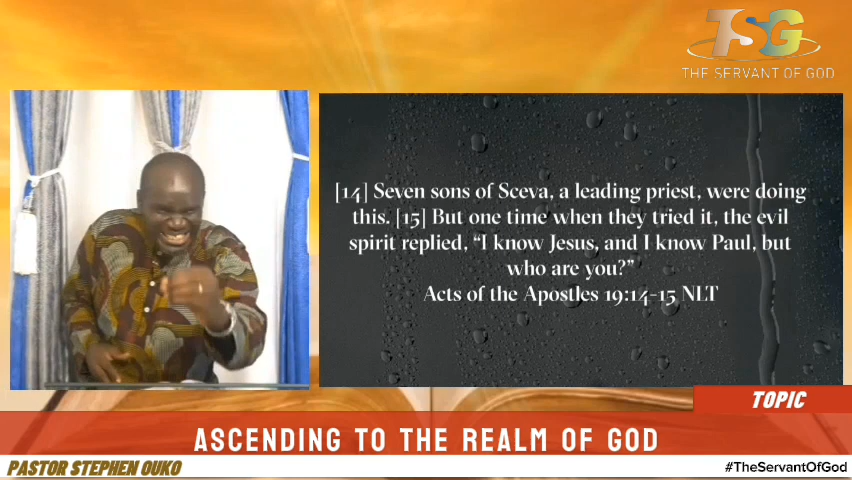 TSG
THE SERVANT OF GOD
[14] Seven sons of Sceva, a leading priest, were doing
this. [15] But one time when they tried it, the evil
spirit replied, “I know Jesus, and I know Paul, but
who are you?”
Acts of the Apostles 19:14-15 NLT
TOPIC
ASCENDING TO THE REALM OF GOD
PASTOR STEPHEN OUKO
#TheServantOfGod